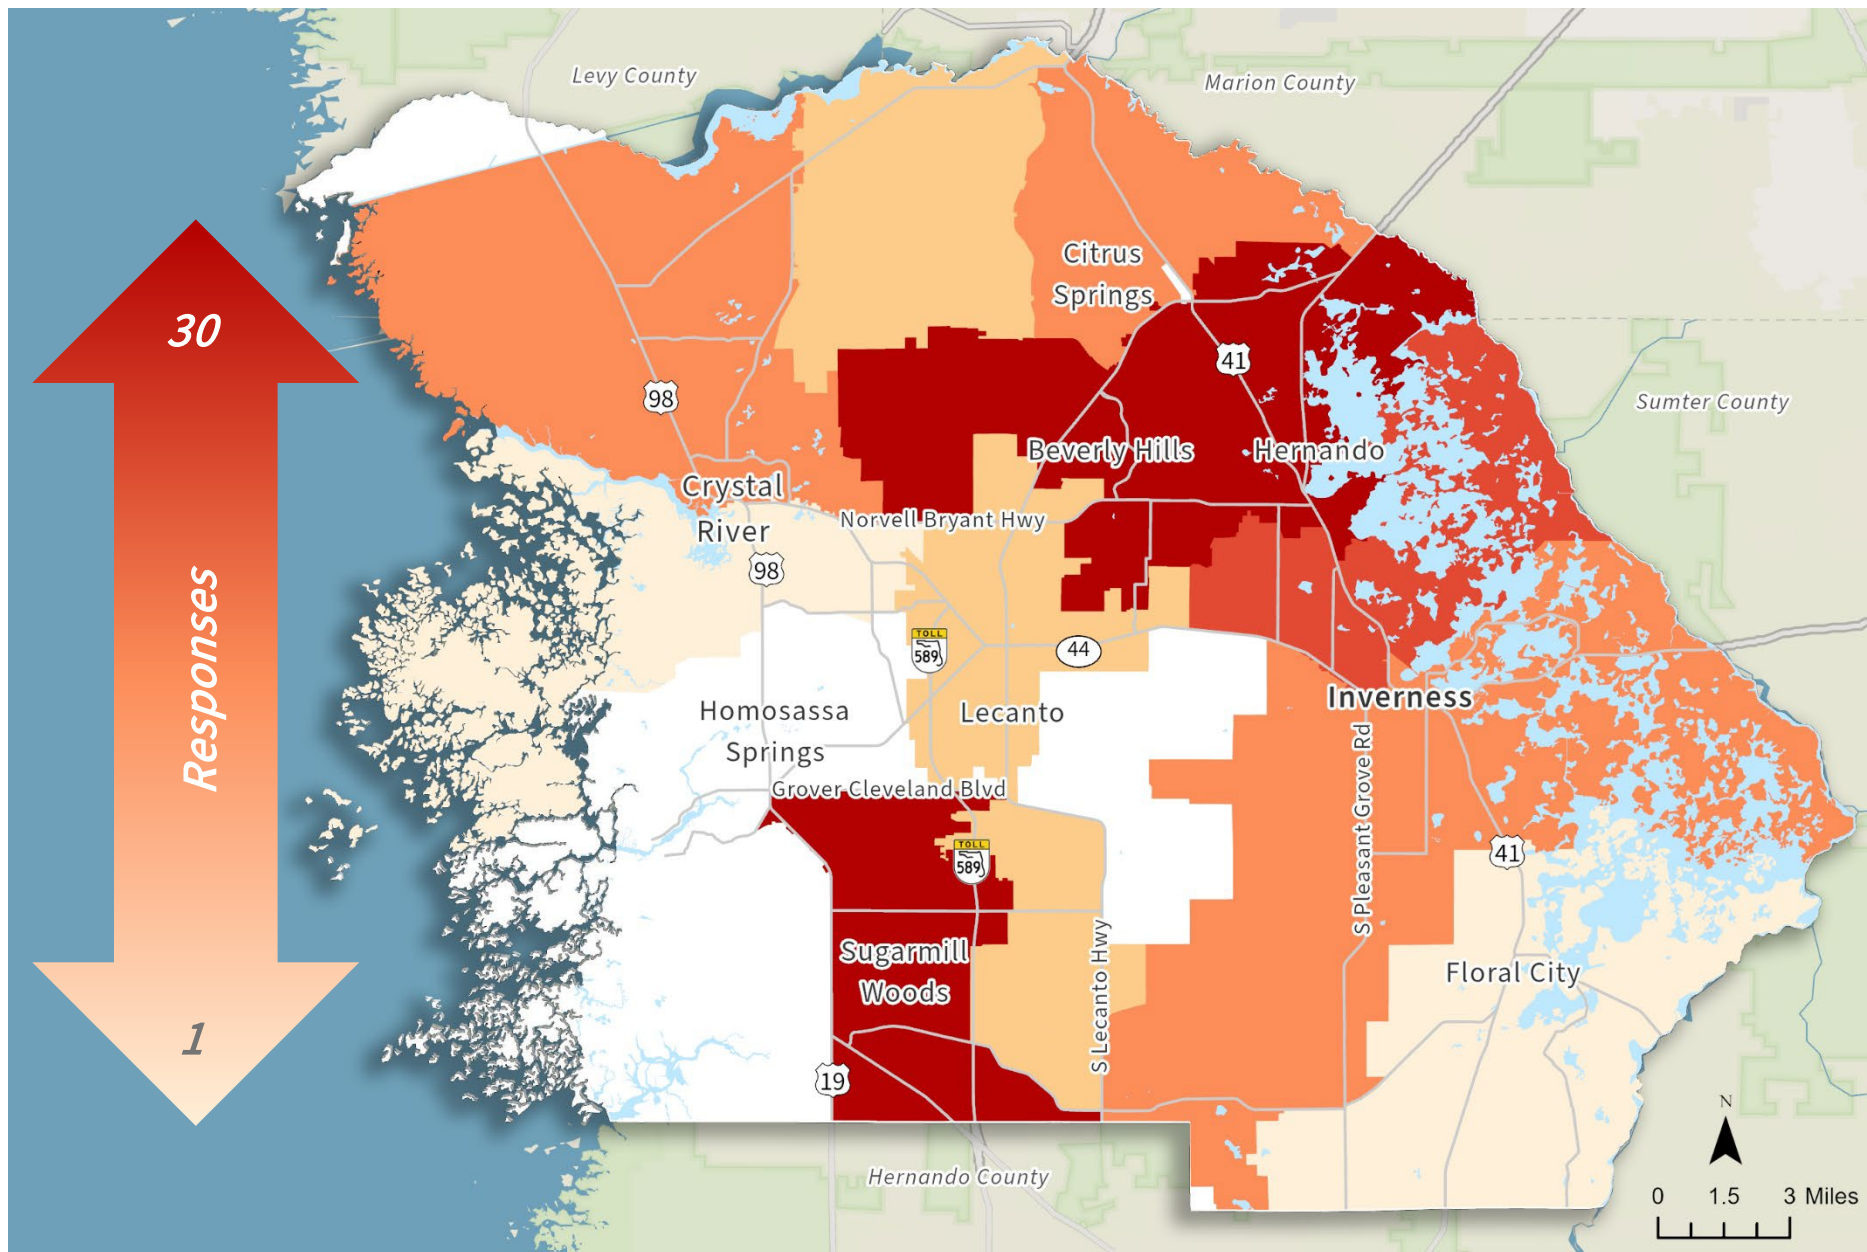 Levy County
Marion County
Citrus
Springs
30
41
98
Sumter County
Beverly Hills
Hernando
Crystal
River
Norvell Bryant Hwy
98
Responses
TOLL
589
44
Inverness
Homosassa
Springs
Lecanto
S Pleasant Grove Rd
Grover Cleveland Blvd
TOLL
589
41
Sugarmill
Woods
S Lecanto Hwy
Floral City
1
19
N
Hernando County
0 1.5 3 Miles